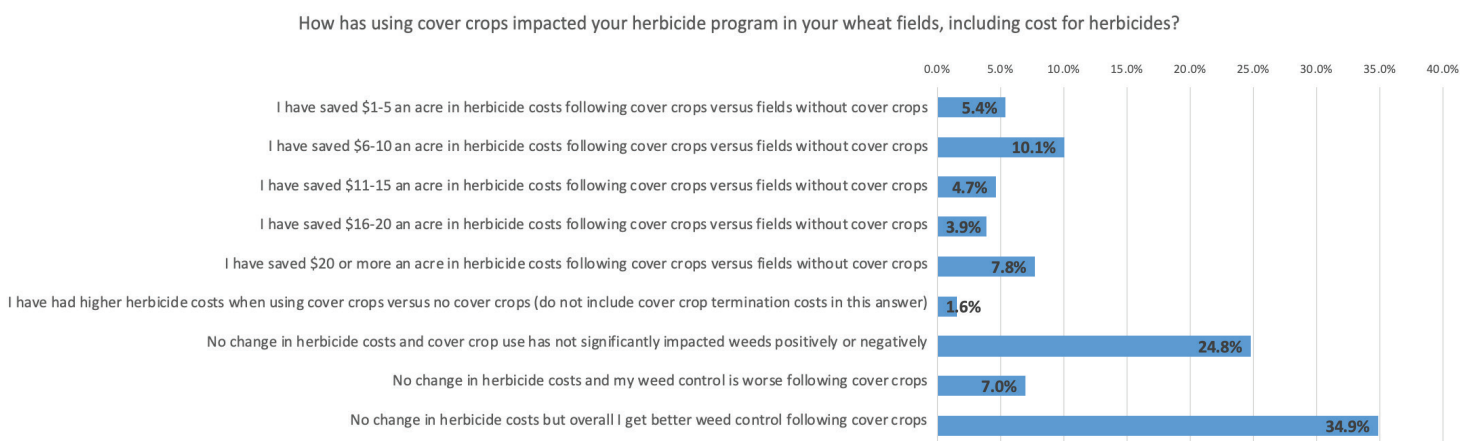 How has using cover crops impacted your herbicide program in your wheat fields, including cost for herbicides?
0.0% 5.0% 10.0% 15.0% 20.0% 25.0% 30.0% 35.0% 40.0%
I have saved $1-5 an acre in herbicide costs following cover crops versus fields without cover crops 5.4%
I have saved $6-10 an acre in herbicide costs following cover crops versus fields without cover crops 10.1%
I have saved $11-15 an acre in herbicide costs following cover crops versus fields without cover crops 4.7%
I have saved $16-20 an acre in herbicide costs following cover crops versus fields without cover crops 3.9%
I have saved $20 or more an acre in herbicide costs following cover crops versus fields without cover crops 7.8%
I have had higher herbicide costs when using cover crops versus no cover crops (do not include cover crop termination costs in this answer) 1.6%
No change in herbicide costs and cover crop use has not significantly impacted weeds positively or negatively 24.8%
No change in herbicide costs and my weed control is worse following cover crops 7.0%
No change in herbicide costs but overall I get better weed control following cover crops 34.9%